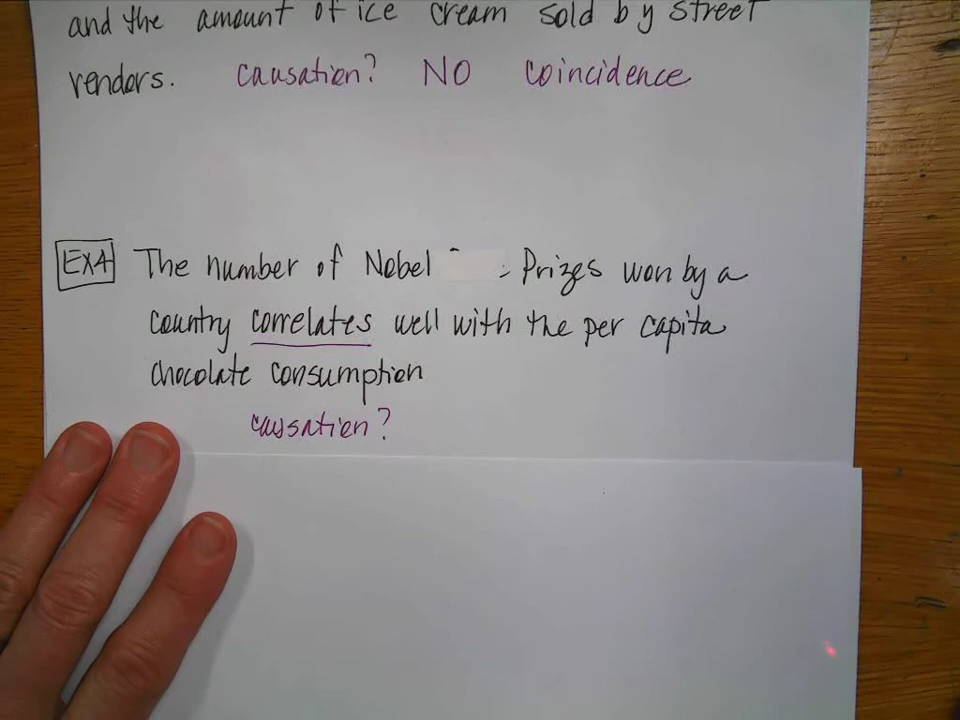 and the amount of ice cream sold by street
vendors. causation? NO coincidence
EX4 The number of Nobel Prizes won by a
country correlates well with the per capita
chocolate consumption
causation?